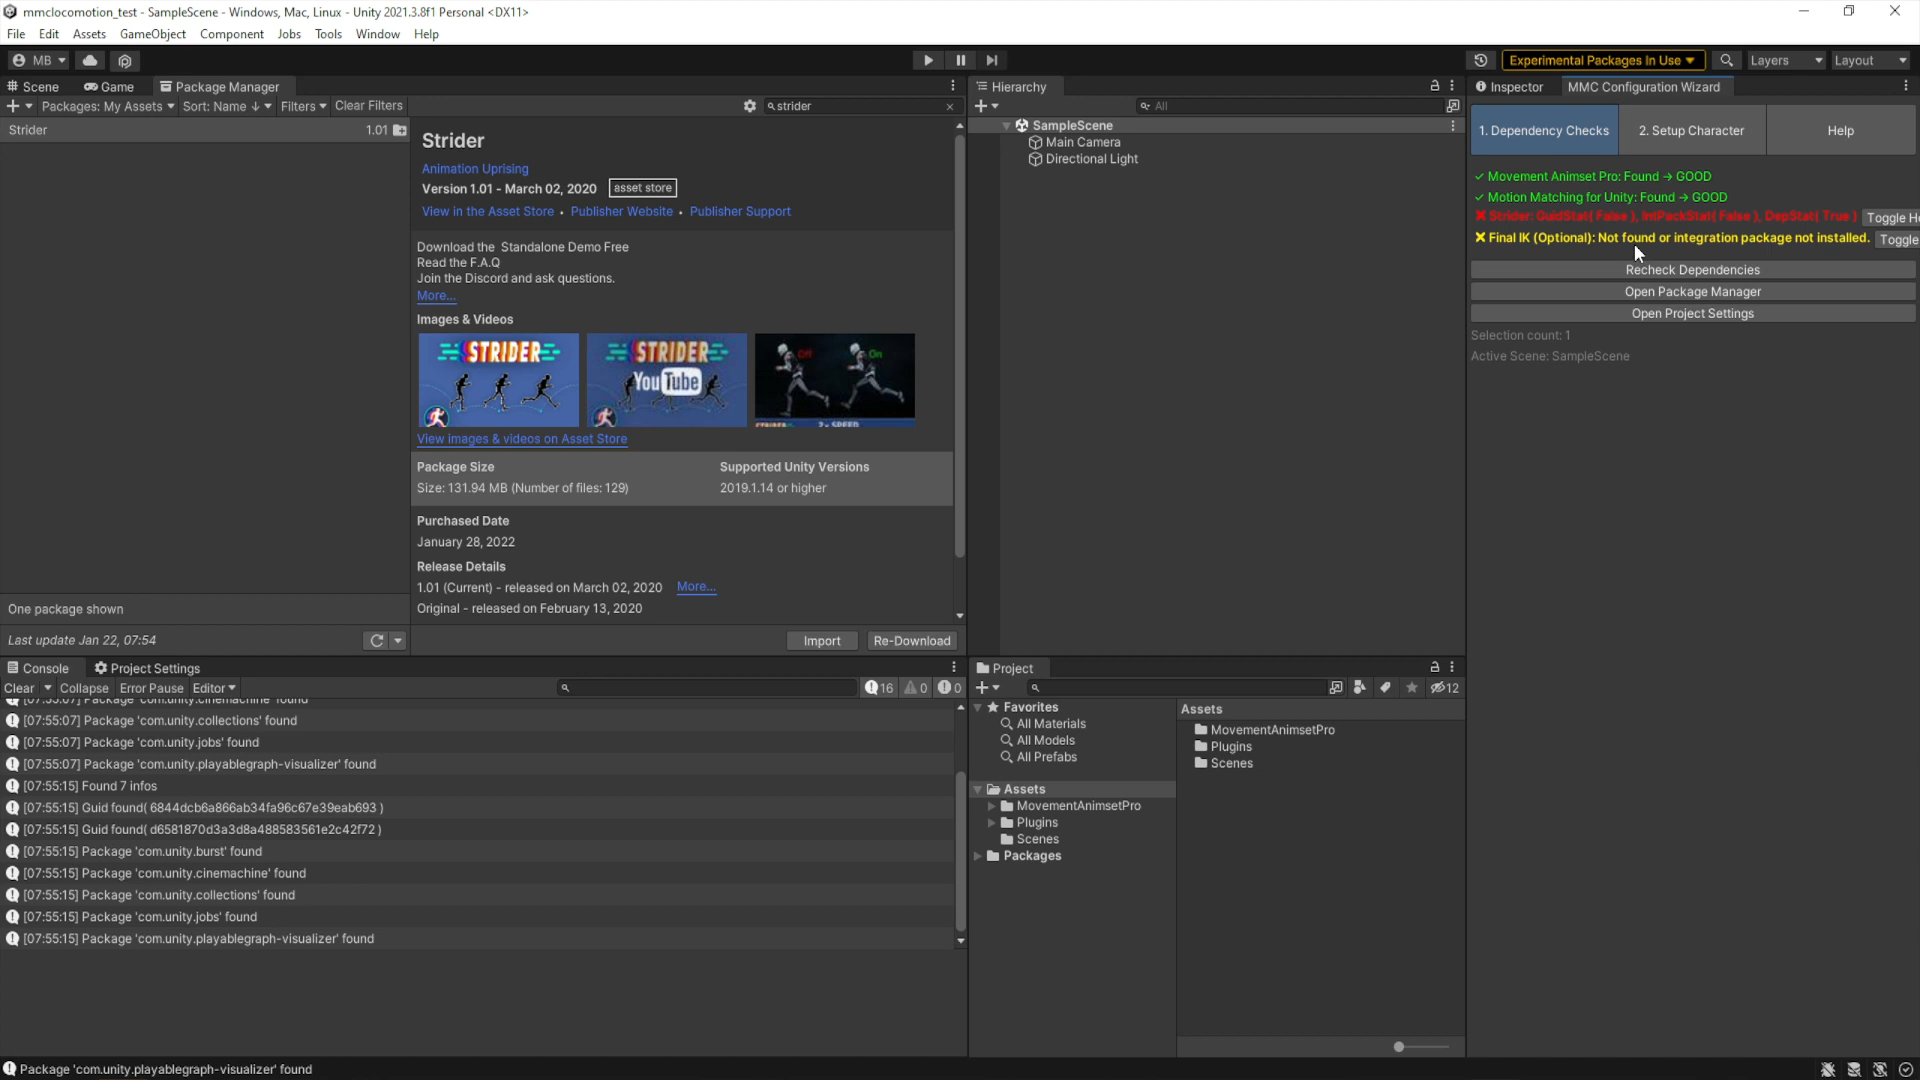 mmclocomotion_test - SampleScene - Windows, Mac, Linux - Unity 2021.3.8f1 Personal <DX11>
File Edit Assets GameObject Component Jobs Tools Window Help
MB Experimental Packages In Use Layers Layout
Scene Game Package Manager
Packages: My Assets Sort: Name ↓ Filters Clear Filters strider
Strider 1.01
Strider
Animation Uprising
Version 1.01 - March 02, 2020 asset store
View in the Asset Store • Publisher Website • Publisher Support
Download the Standalone Demo Free
Read the F.A.Q
Join the Discord and ask questions.
More...
Images & Videos
STRIDER
STRIDER
YouTube
Off On
2x SPEED
View images & videos on Asset Store
Package Size Supported Unity Versions
Size: 131.94 MB (Number of files: 129) 2019.1.14 or higher
Purchased Date
January 28, 2022
Release Details
1.01 (Current) - released on March 02, 2020 More...
Original - released on February 13, 2020
One package shown
Last update Jan 22, 07:54
Import Re-Download
Hierarchy
All
SampleScene
Main Camera
Directional Light
Inspector MMC Configuration Wizard
1. Dependency Checks 2. Setup Character Help
Movement Animset Pro: Found -> GOOD
Motion Matching for Unity: Found -> GOOD
Strider: GuidStat( False ), IntPackStat( False ), DepStat( True ) Toggle He
Final IK (Optional): Not found or integration package not installed. Toggle
Recheck Dependencies
Open Package Manager
Open Project Settings
Selection count: 1
Active Scene: SampleScene
Console Project Settings
Clear Collapse Error Pause Editor 16 0 0
[07:55:07] Package 'com.unity.cinemachine' found
[07:55:07] Package 'com.unity.collections' found
[07:55:07] Package 'com.unity.jobs' found
[07:55:07] Package 'com.unity.playablegraph-visualizer' found
[07:55:15] Found 7 infos
[07:55:15] Guid found( 6844dcb6a866ab34fa96c67e39eab693 )
[07:55:15] Guid found( d6581870d3a3d8a488583561e2c42f72 )
[07:55:15] Package 'com.unity.burst' found
[07:55:15] Package 'com.unity.cinemachine' found
[07:55:15] Package 'com.unity.collections' found
[07:55:15] Package 'com.unity.jobs' found
[07:55:15] Package 'com.unity.playablegraph-visualizer' found
Project
12
Favorites
All Materials
All Models
All Prefabs
Assets
MovementAnimsetPro
Plugins
Scenes
Packages
Assets
MovementAnimsetPro
Plugins
Scenes
Package 'com.unity.playablegraph-visualizer' found